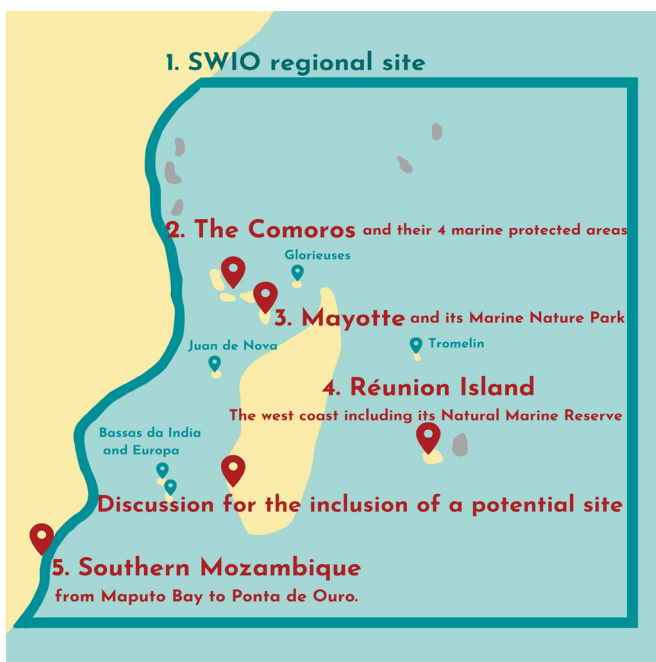 1. SWIO regional site
2. The Comoros and their 4 marine protected areas
Glorieuses
3. Mayotte and its Marine Nature Park
Juan de Nova
Tromelin
4. Réunion Island
The west coast including its Natural Marine Reserve
Bassas da India
and Europa
Discussion for the inclusion of a potential site
5. Southern Mozambique
from Maputo Bay to Ponta de Ouro.